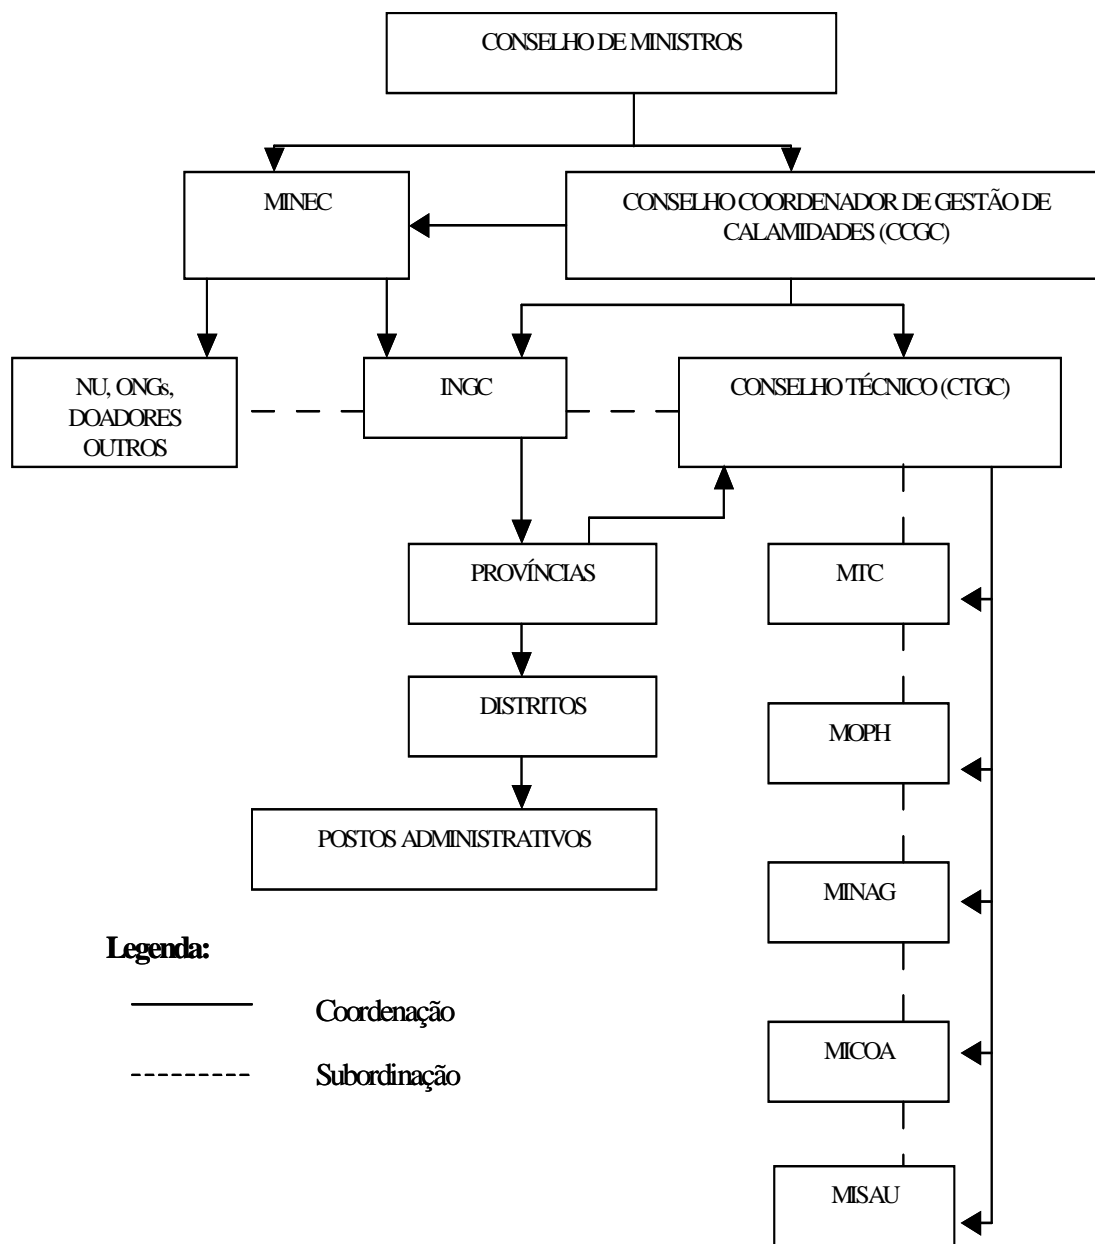 CONSELHO DE MINISTROS
MINEC
CONSELHO COORDENADOR DE GESTÃO DE
CALAMIDADES (CCGC)
NU, ONGs,
DOADORES
OUTROS
INGC
CONSELHO TÉCNICO (CTGC)
PROVÍNCIAS
MTC
DISTRITOS
MOPH
POSTOS ADMINISTRATIVOS
MINAG
Legenda:
Coordenação
MICOA
Subordinação
MISAU